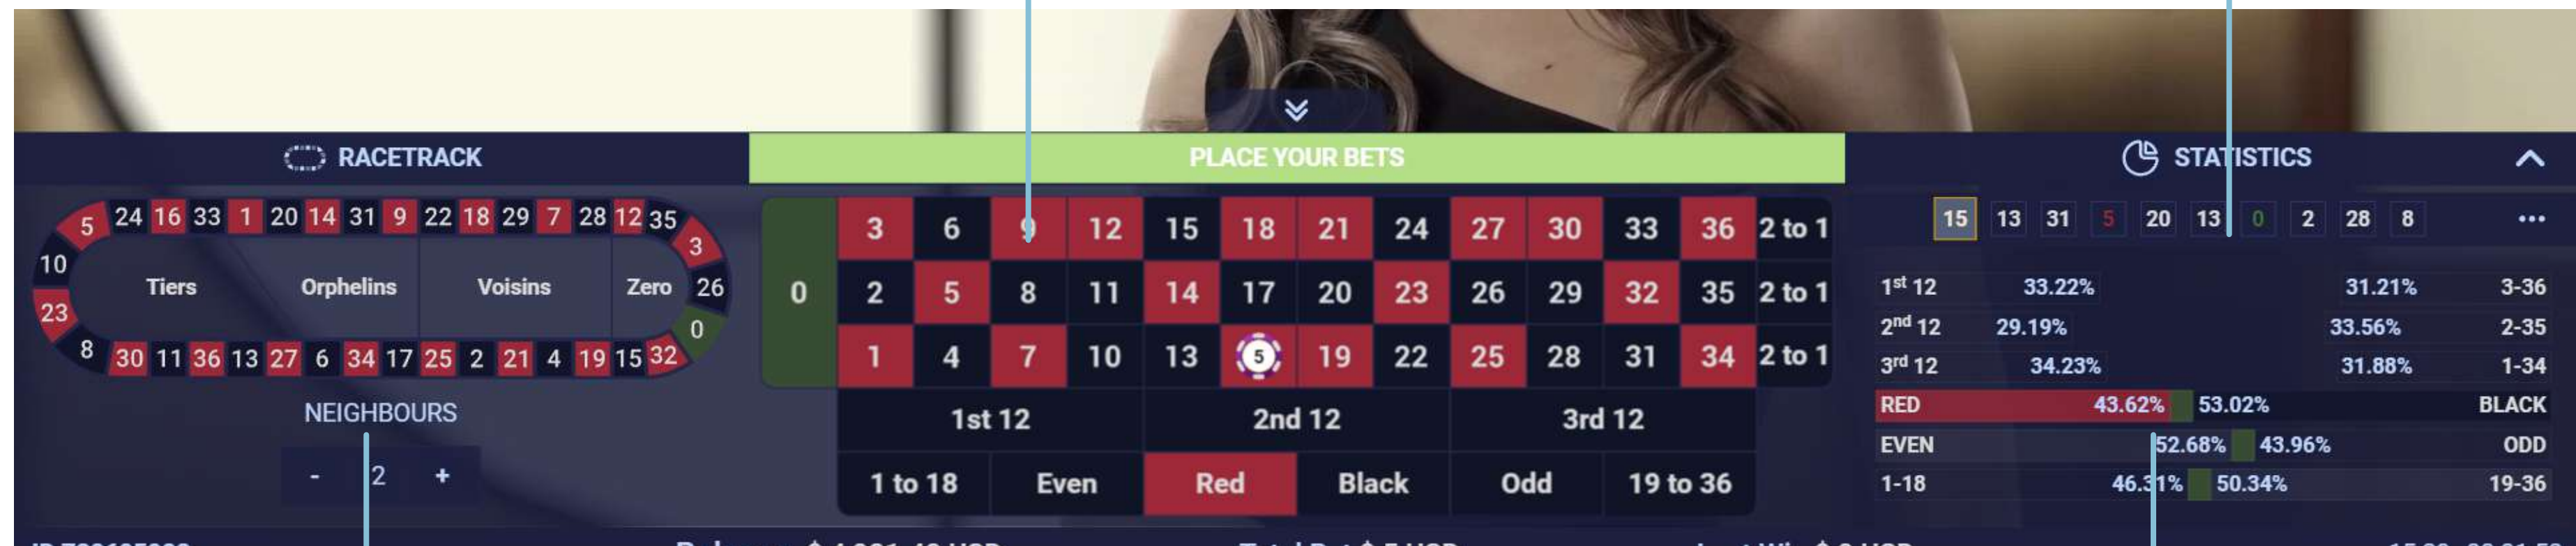 RACETRACK
PLACE YOUR BETS
STATISTICS
5 24 16 33 1 20 14 31 9 22 18 29 7 28 12 35 3
10 Tiers Orphelins Voisins Zero 26
23 0
8 30 11 36 13 27 6 34 17 25 2 21 4 19 15 32
NEIGHBOURS
- 2 +
0
3 6 9 12 15 18 21 24 27 30 33 36 2 to 1
2 5 8 11 14 17 20 23 26 29 32 35 2 to 1
1 4 7 10 13 5 19 22 25 28 31 34 2 to 1
1st 12 2nd 12 3rd 12
1 to 18 Even Red Black Odd 19 to 36
15 13 31 5 20 13 0 2 28 8 ...
1st 12 33.22% 31.21% 3-36
2nd 12 29.19% 33.56% 2-35
3rd 12 34.23% 31.88% 1-34
RED 43.62% 53.02% BLACK
EVEN 52.68% 43.96% ODD
1-18 46.31% 50.34% 19-36